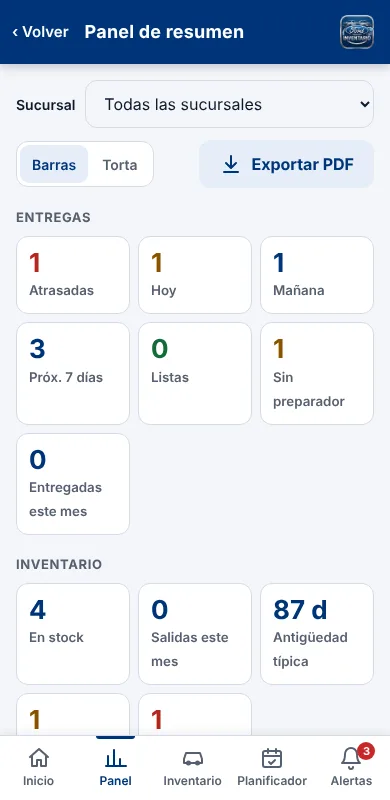 ‹ Volver Panel de resumen
Ford
INVENTARIO
Sucursal Todas las sucursales
Barras Torta Exportar PDF
ENTREGAS
1 1 1
Atrasadas Hoy Mañana
3 0 1
Próx. 7 días Listas Sin
preparador
0
Entregadas
este mes
INVENTARIO
4 0 87 d
En stock Salidas este Antigüedad
mes típica
1 1
3
Inicio Panel Inventario Planificador Alertas